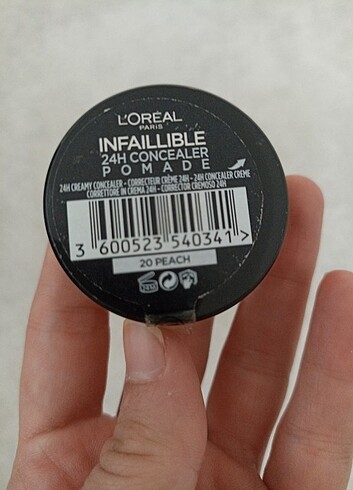 L'ORÉAL
PARIS
INFAILLIBLE
24H CONCEALER
POMADE
24H CREAMY CONCEALER - CORRECTEUR CRÈME 24H - 24H CONCEALER CREME
CORRETTORE IN CREMA 24H - CORRECTOR CREMOSO 24H
3 600523 540341 >
20 PEACH